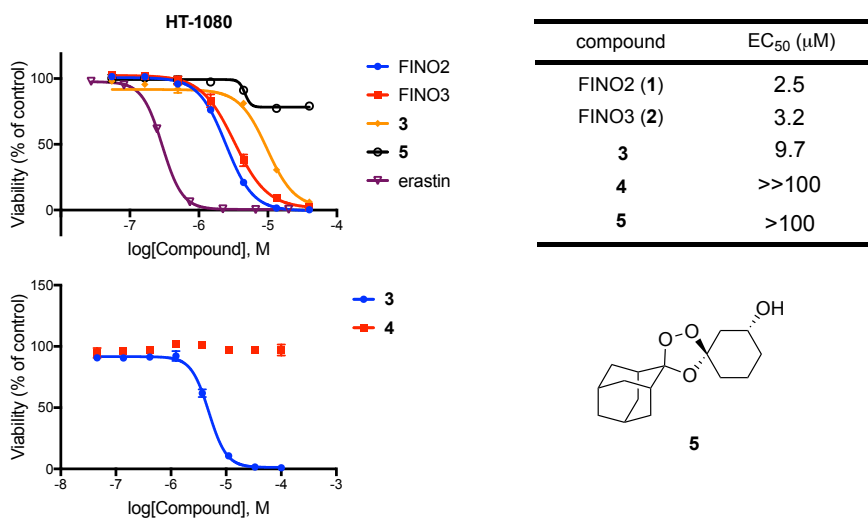 HT-1080
Viability (% of control)
100
50
0
-7
-6
-5
-4
log[Compound], M
FINO2
FINO3
3
5
erastin
compound EC50 (μM)
FINO2 (1) 2.5
FINO3 (2) 3.2
3 9.7
4 >>100
5 >100
Viability (% of control)
150
100
50
0
-8
-7
-6
-5
-4
-3
log[Compound], M
3
4
OH
O
O
O
5